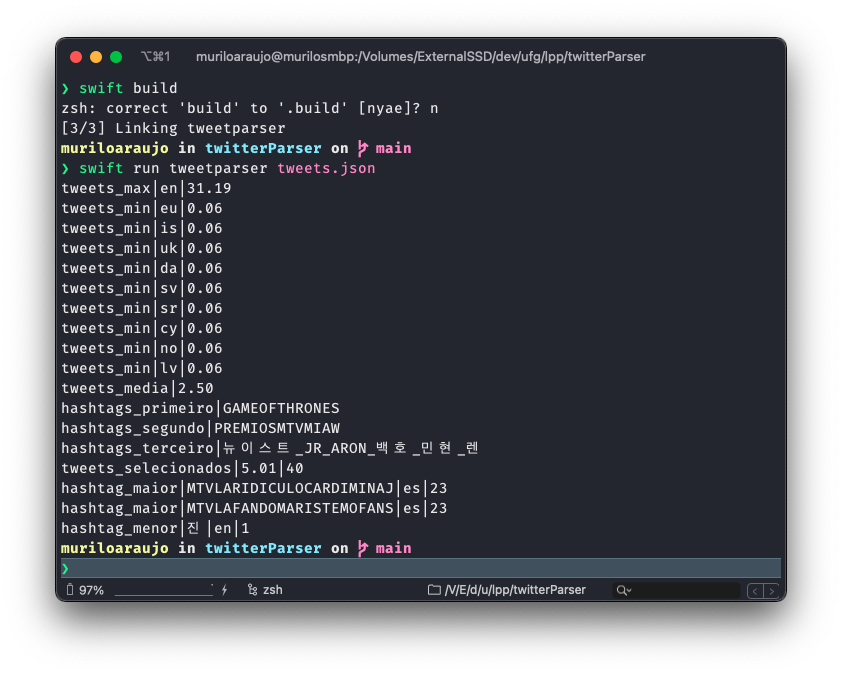 ⌥⌘1 muriloaraujo@murilosmbp:/Volumes/ExternalSSD/dev/ufg/lpp/twitterParser
❯ swift build
zsh: correct 'build' to '.build' [nyae]? n
[3/3] Linking tweetparser
muriloaraujo in twitterParser on main
❯ swift run tweetparser tweets.json
tweets_max|en|31.19
tweets_min|eu|0.06
tweets_min|is|0.06
tweets_min|uk|0.06
tweets_min|da|0.06
tweets_min|sv|0.06
tweets_min|sr|0.06
tweets_min|cy|0.06
tweets_min|no|0.06
tweets_min|lv|0.06
tweets_media|2.50
hashtags_primeiro|GAMEOFTHRONES
hashtags_segundo|PREMIOSMTVMIAW
hashtags_terceiro|뉴이스트_JR_ARON_백호_민현_렌
tweets_selecionados|5.01|40
hashtag_maior|MTVLARIDICULOCARDIMINAJ|es|23
hashtag_maior|MTVLAFANDOMARISTEMOFANS|es|23
hashtag_menor|진|en|1
muriloaraujo in twitterParser on main
❯
97% zsh /V/E/d/u/lpp/twitterParser